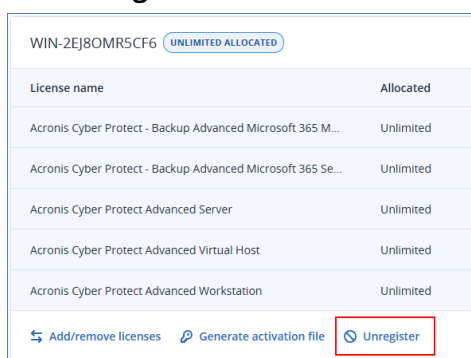 WIN-2EJ8OMR5CF6 UNLIMITED ALLOCATED
License name Allocated
Acronis Cyber Protect - Backup Advanced Microsoft 365 M... Unlimited
Acronis Cyber Protect - Backup Advanced Microsoft 365 Se... Unlimited
Acronis Cyber Protect Advanced Server Unlimited
Acronis Cyber Protect Advanced Virtual Host Unlimited
Acronis Cyber Protect Advanced Workstation Unlimited
Add/remove licenses Generate activation file Unregister